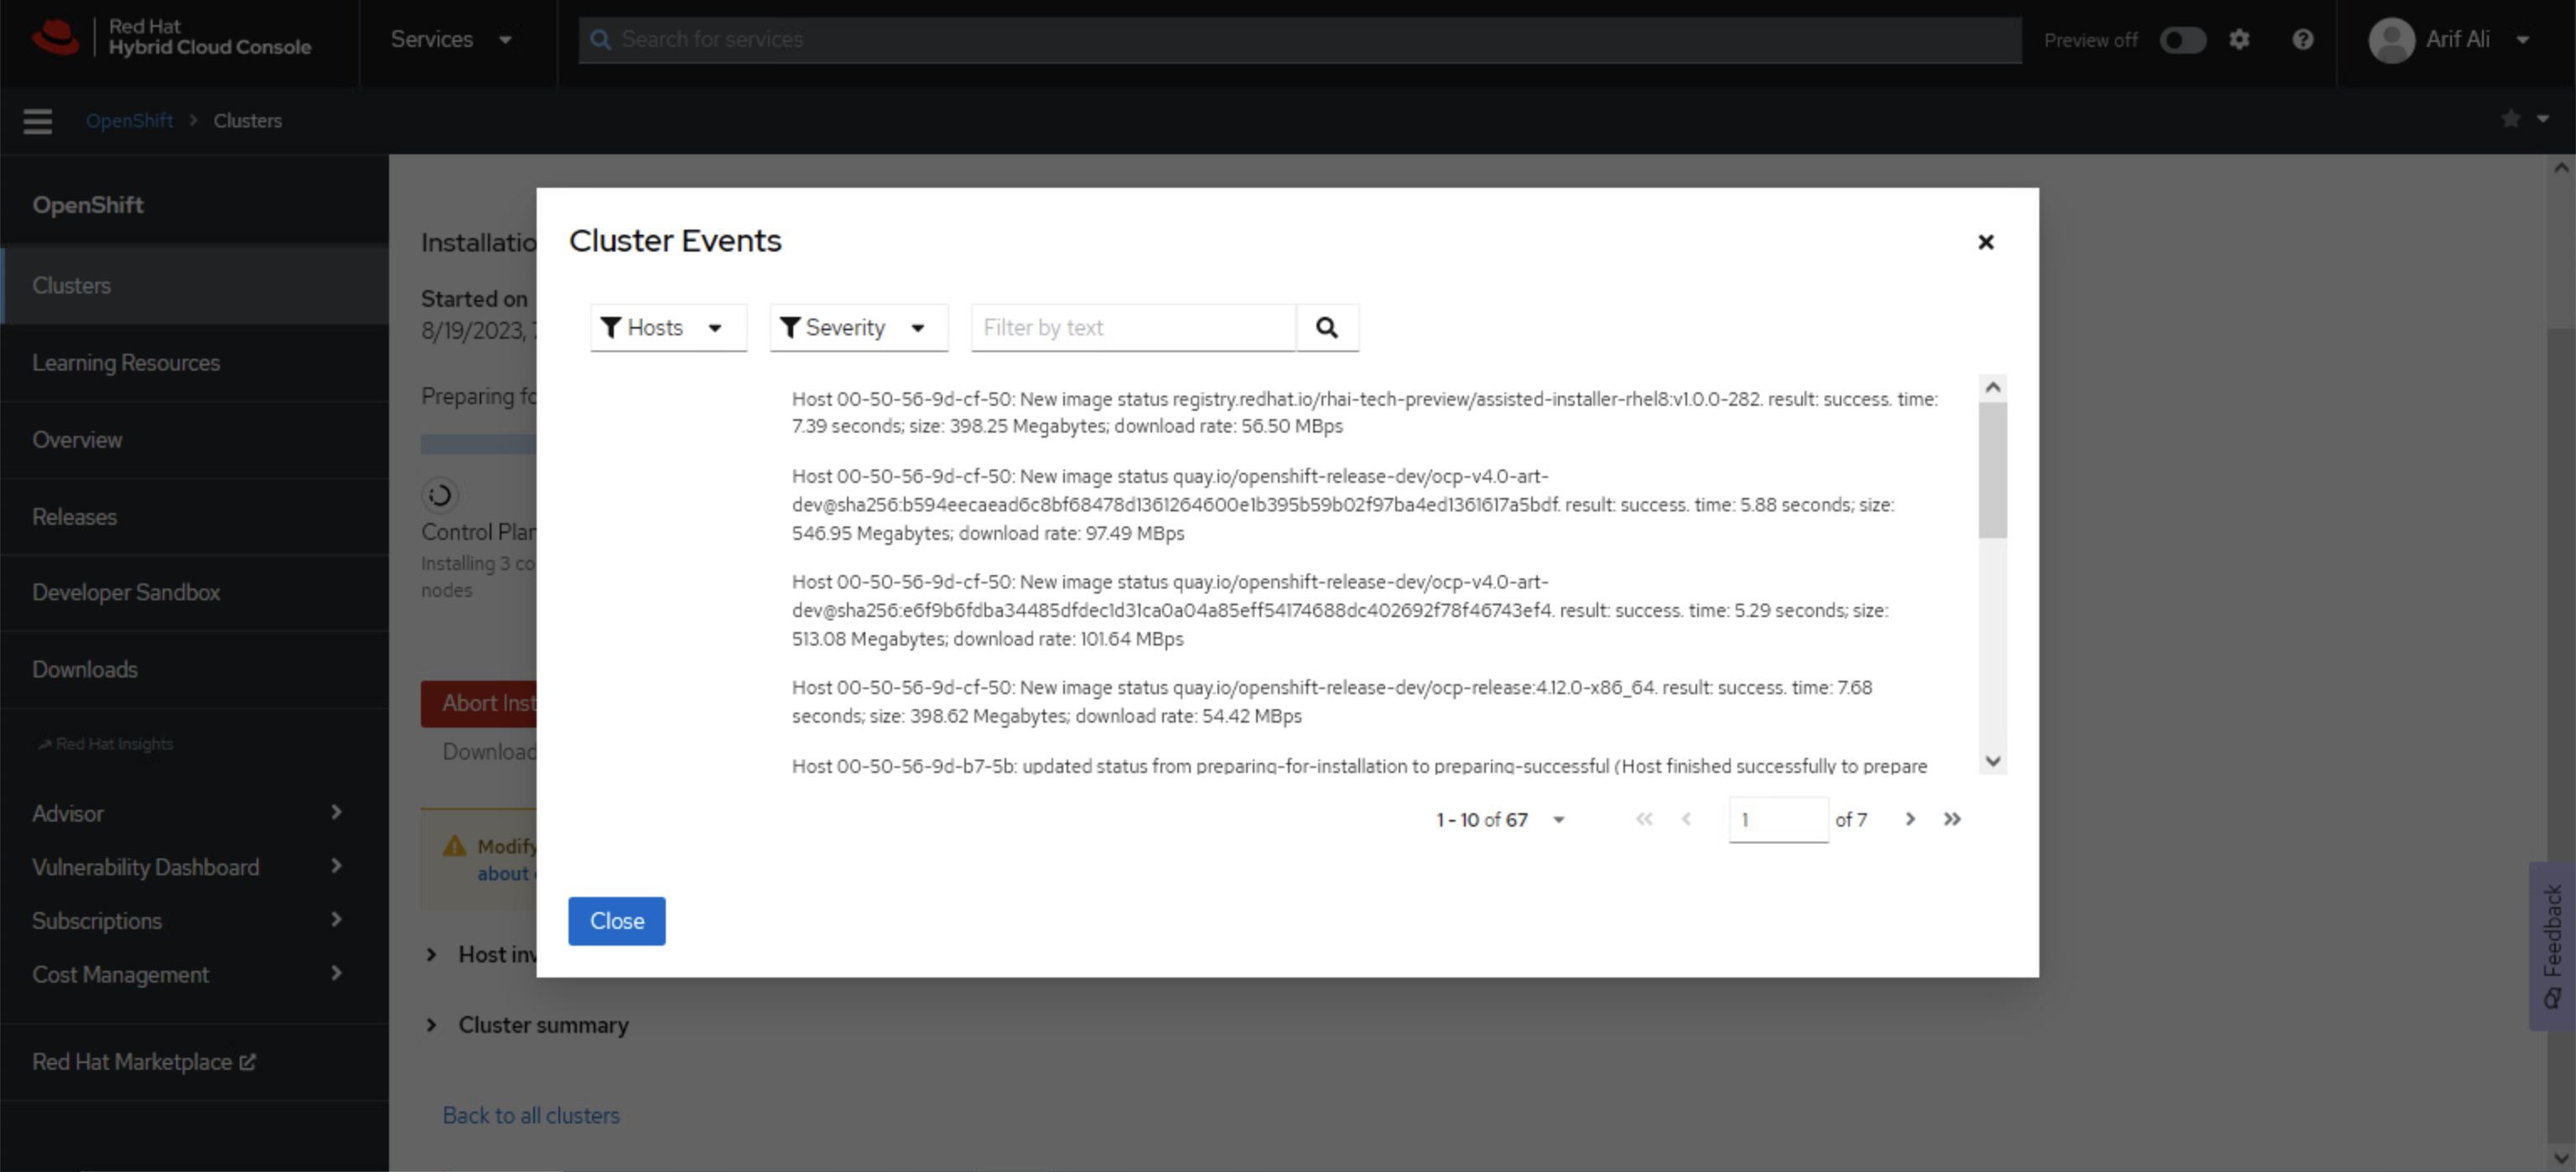 Red Hat
Hybrid Cloud Console
Services
Search for services
Preview off
Arif Ali
OpenShift
Clusters
OpenShift
Clusters
Learning Resources
Overview
Releases
Developer Sandbox
Downloads
Red Hat Insights
Advisor
Vulnerability Dashboard
Subscriptions
Cost Management
Red Hat Marketplace
Installatio
Started on
8/19/2023,
Preparing fo
Control Plan
Installing 3 co
nodes
Abort Inst
Download
Modify
about
Host inv
Cluster summary
Back to all clusters
Cluster Events
Hosts
Severity
Filter by text
Host 00-50-56-9d-cf-50: New image status registry.redhat.io/rhai-tech-preview/assisted-installer-rhel8:v1.0.0-282. result: success. time:
7.39 seconds; size: 398.25 Megabytes; download rate: 56.50 MBps
Host 00-50-56-9d-cf-50: New image status quay.io/openshift-release-dev/ocp-v4.0-art-
dev@sha256:b594eecaead6c8bf68478d1361264600e1b395b59b02f97ba4ed1361617a5bdf. result: success. time: 5.88 seconds; size:
546.95 Megabytes; download rate: 97.49 MBps
Host 00-50-56-9d-cf-50: New image status quay.io/openshift-release-dev/ocp-v4.0-art-
dev@sha256:e6f9b6fdba34485dfdec1d31ca0a04a85eff54174688dc402692f78f46743ef4. result: success. time: 5.29 seconds; size:
513.08 Megabytes; download rate: 101.64 MBps
Host 00-50-56-9d-cf-50: New image status quay.io/openshift-release-dev/ocp-release:4.12.0-x86_64. result: success. time: 7.68
seconds; size: 398.62 Megabytes; download rate: 54.42 MBps
Host 00-50-56-9d-b7-5b: updated status from preparing-for-installation to preparing-successful (Host finished successfully to prepare
1 - 10 of 67
1
of 7
Close
Feedback